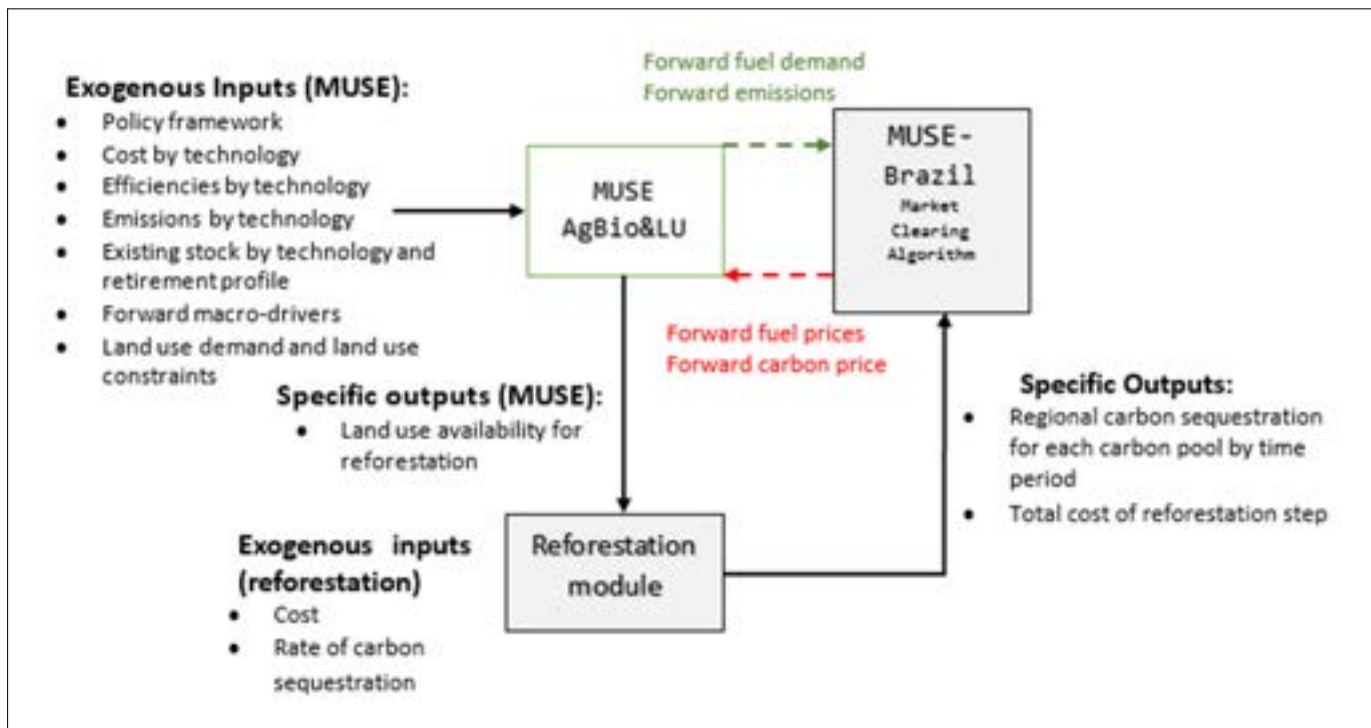 Exogenous Inputs (MUSE):
• Policy framework
• Cost by technology
• Efficiencies by technology
• Emissions by technology
• Existing stock by technology and
retirement profile
• Forward macro-drivers
• Land use demand and land use
constraints
Forward fuel demand
Forward emissions
MUSE
AgBio&LU
MUSE-
Brazil
Market
Clearing
Algorithm
Forward fuel prices
Forward carbon price
Specific outputs (MUSE):
• Land use availability for
reforestation
Specific Outputs:
• Regional carbon sequestration
for each carbon pool by time
period
• Total cost of reforestation step
Exogenous inputs
(reforestation)
• Cost
• Rate of carbon
sequestration
Reforestation
module